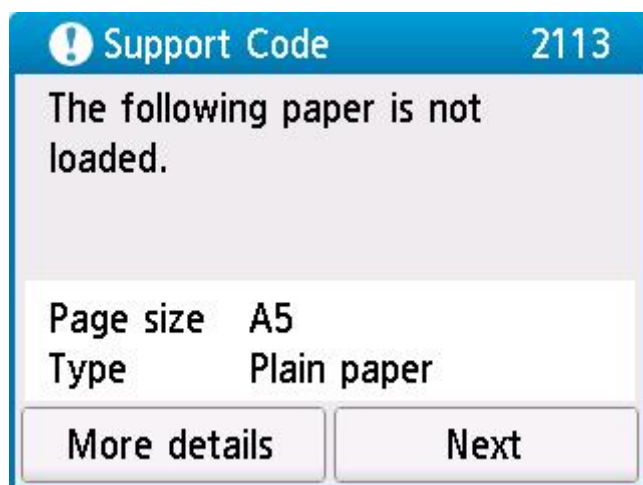 Support Code 2113
The following paper is not
loaded.
Page size A5
Type Plain paper
More details Next